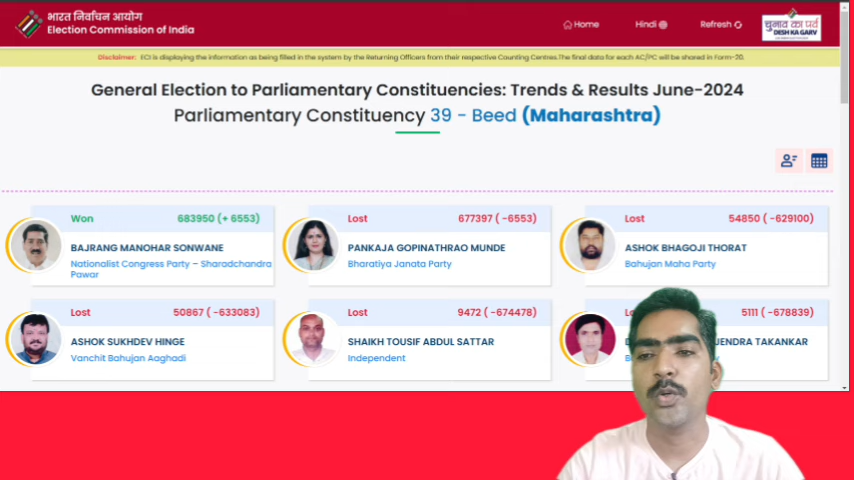 भारत निर्वाचन आयोग
Election Commission of India
Home
Hindi
Refresh
चुनाव का पर्व
DESH KA GARV
Disclaimer: ECI is displaying the information as being filled in the system by the Returning Officers from their respective Counting Centres.The final data for each AC/PC will be shared in Form-20.
General Election to Parliamentary Constituencies: Trends & Results June-2024
Parliamentary Constituency 39 - Beed (Maharashtra)
Won 683950 (+ 6553)
BAJRANG MANOHAR SONWANE
Nationalist Congress Party – Sharadchandra
Pawar
Lost 677397 ( -6553)
PANKAJA GOPINATHRAO MUNDE
Bharatiya Janata Party
Lost 54850 ( -629100)
ASHOK BHAGOJI THORAT
Bahujan Maha Party
Lost 50867 ( -633083)
ASHOK SUKHDEV HINGE
Vanchit Bahujan Aaghadi
Lost 9472 ( -674478)
SHAIKH TOUSIF ABDUL SATTAR
Independent
5111 ( -678839)
TAKANKAR